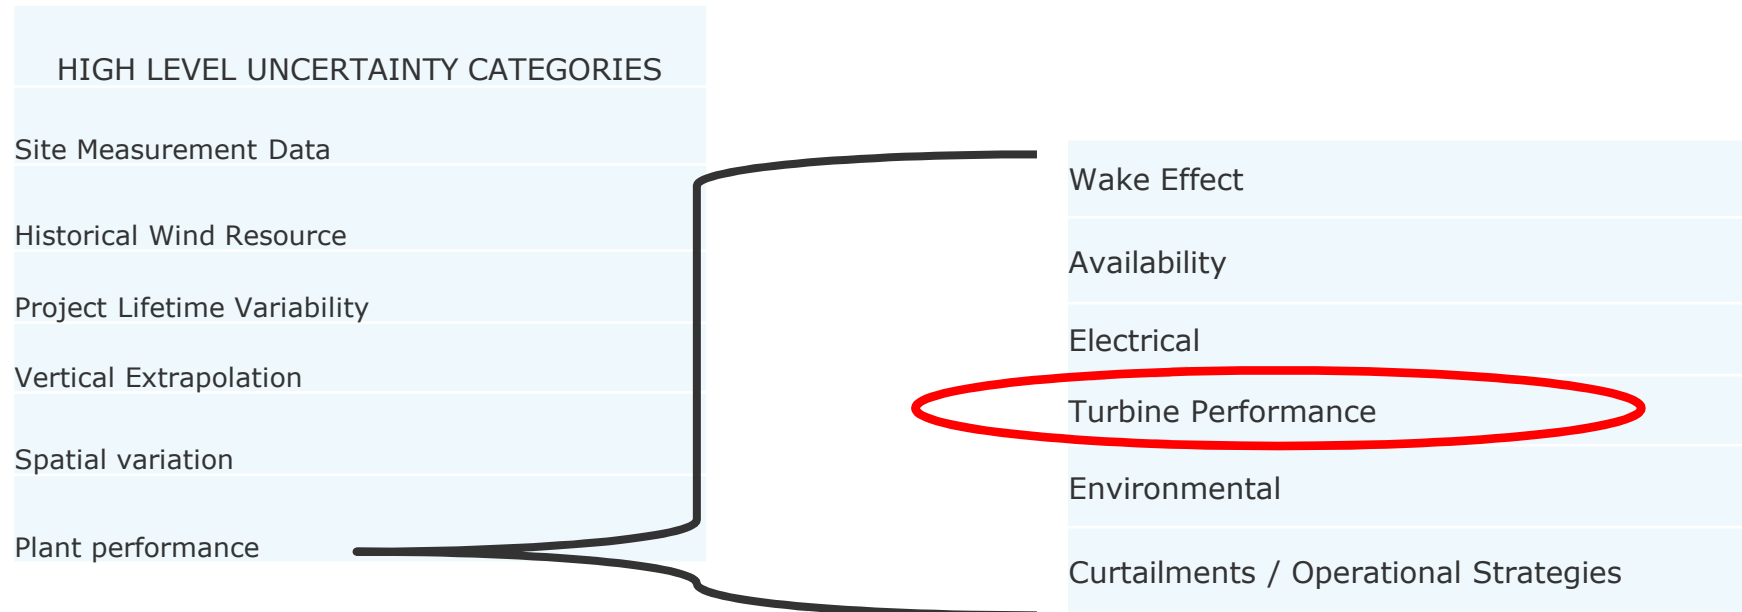 HIGH LEVEL UNCERTAINTY CATEGORIES
Site Measurement Data
Historical Wind Resource
Project Lifetime Variability
Vertical Extrapolation
Spatial variation
Plant performance
Wake Effect
Availability
Electrical
Turbine Performance
Environmental
Curtailments / Operational Strategies